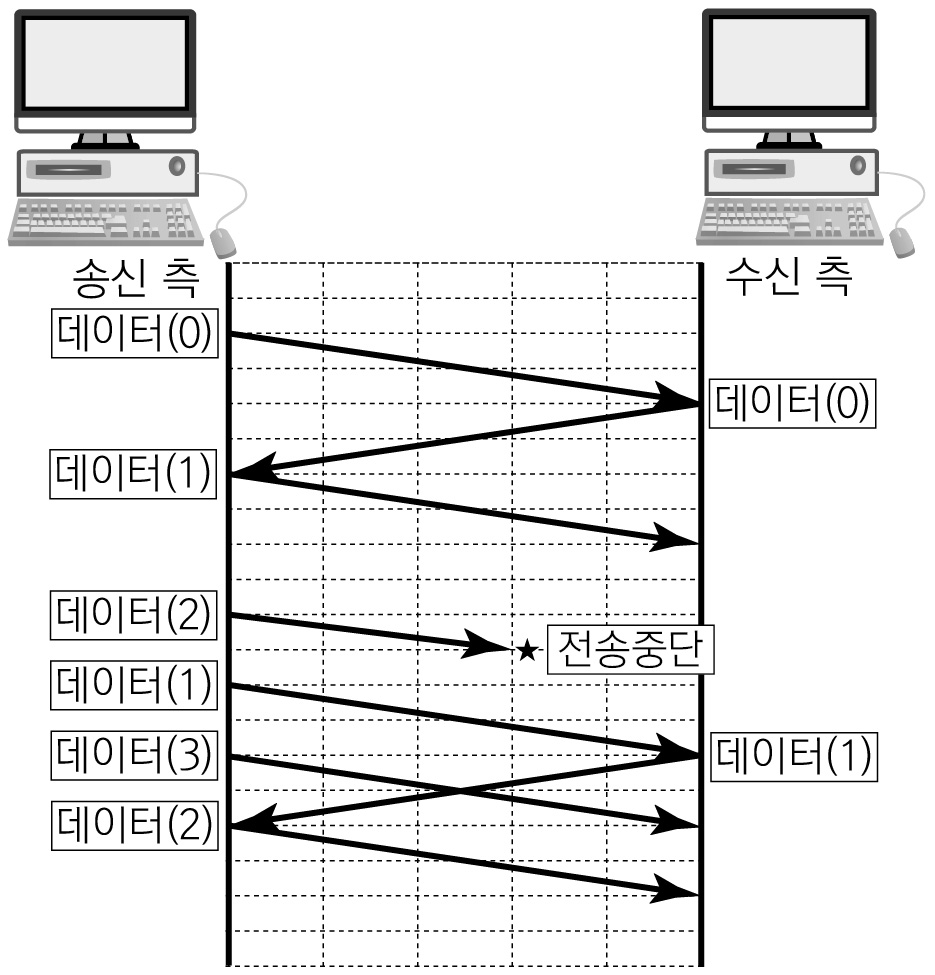 송신 측
수신 측
데이터(0)
데이터(0)
데이터(1)
데이터(2)
★ 전송중단
데이터(1)
데이터(3)
데이터(1)
데이터(2)